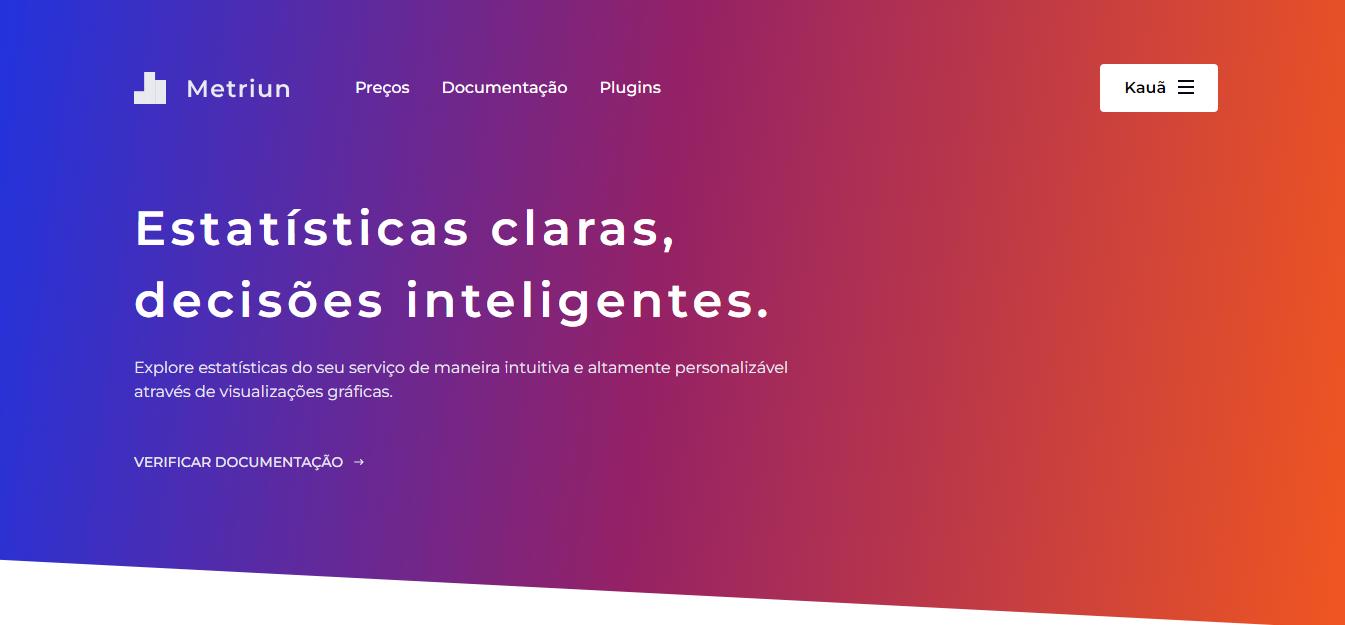 Metriun
Preços
Documentação
Plugins
Kauã
Estatísticas claras,
decisões inteligentes.
Explore estatísticas do seu serviço de maneira intuitiva e altamente personalizável
através de visualizações gráficas.
VERIFICAR DOCUMENTAÇÃO →